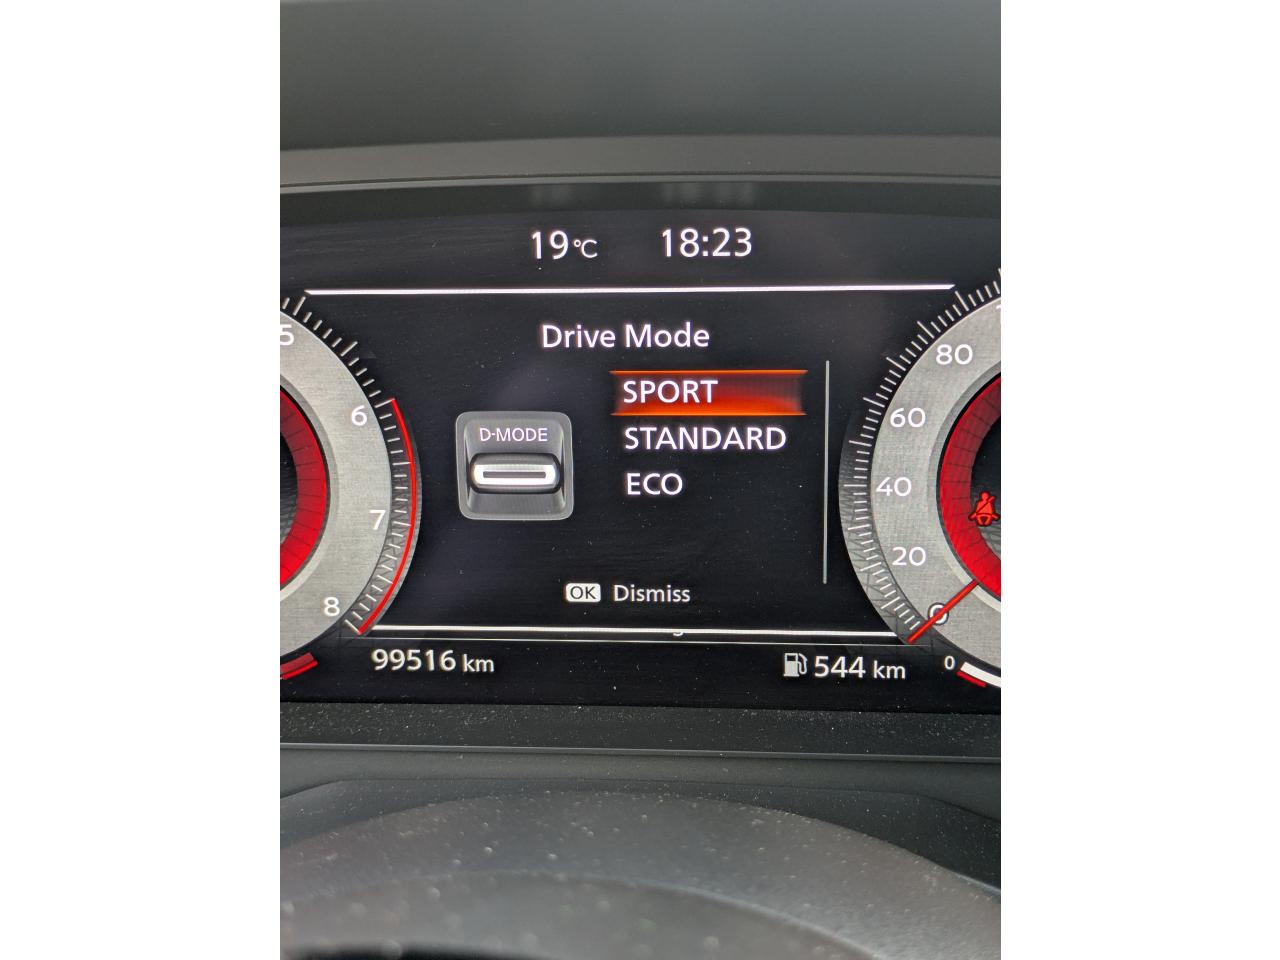 19°C 18:23
Drive Mode
SPORT
D-MODE
STANDARD
ECO
OK Dismiss
5
6
7
8
80
60
40
20
0
99516 km
544 km
0